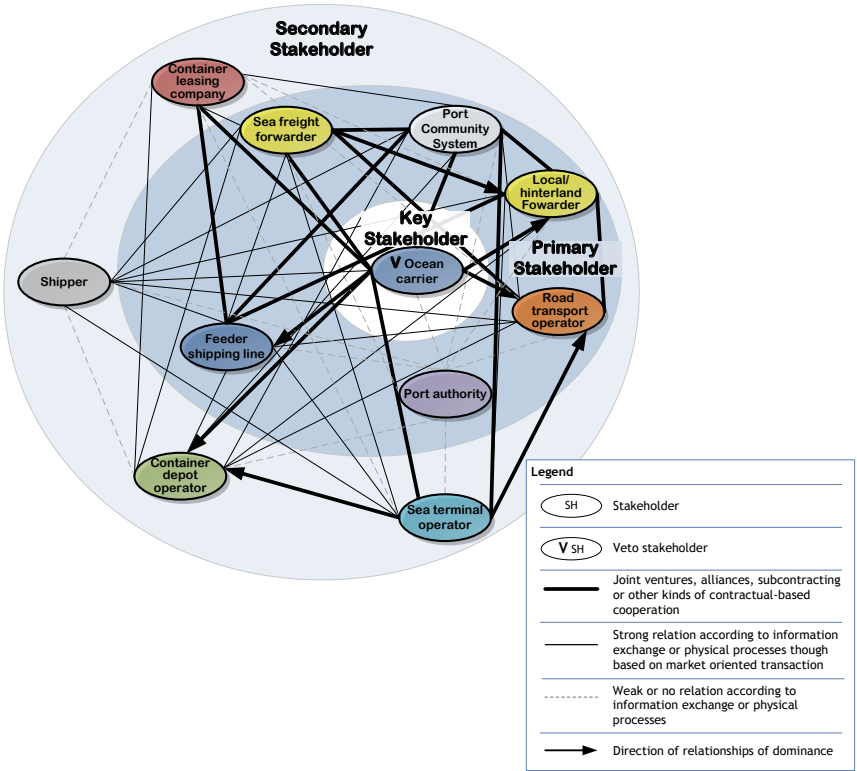 Secondary
Stakeholder
Container
leasing
company
Sea freight
forwarder
Port
Community
System
Local/
hinterland
Fowarder
Key
Stakeholder
Primary
Stakeholder
V Ocean
carrier
Shipper
Road
transport
operator
Feeder
shipping line
Port authority
Container
depot
operator
Sea terminal
operator
Legend
SH Stakeholder
V SH Veto stakeholder
Joint ventures, alliances, subcontracting
or other kinds of contractual-based
cooperation
Strong relation according to information
exchange or physical processes though
based on market oriented transaction
Weak or no relation according to
information exchange or physical
processes
Direction of relationships of dominance